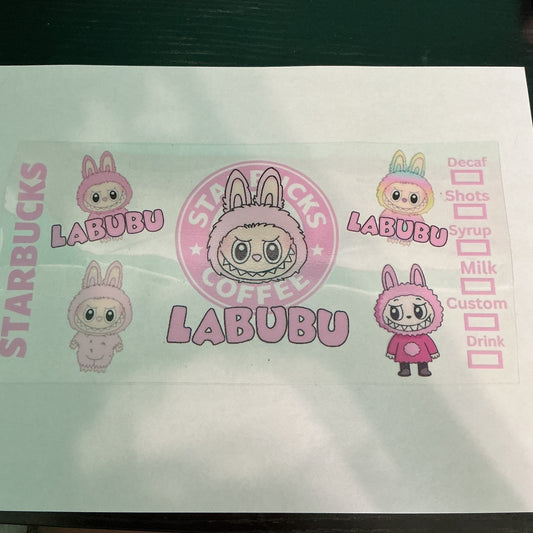 STARBUCKS
LABUBU
STARBUCKS
COFFEE
LABUBU
LABUBU
Decaf
Shots
Syrup
Milk
Custom
Drink